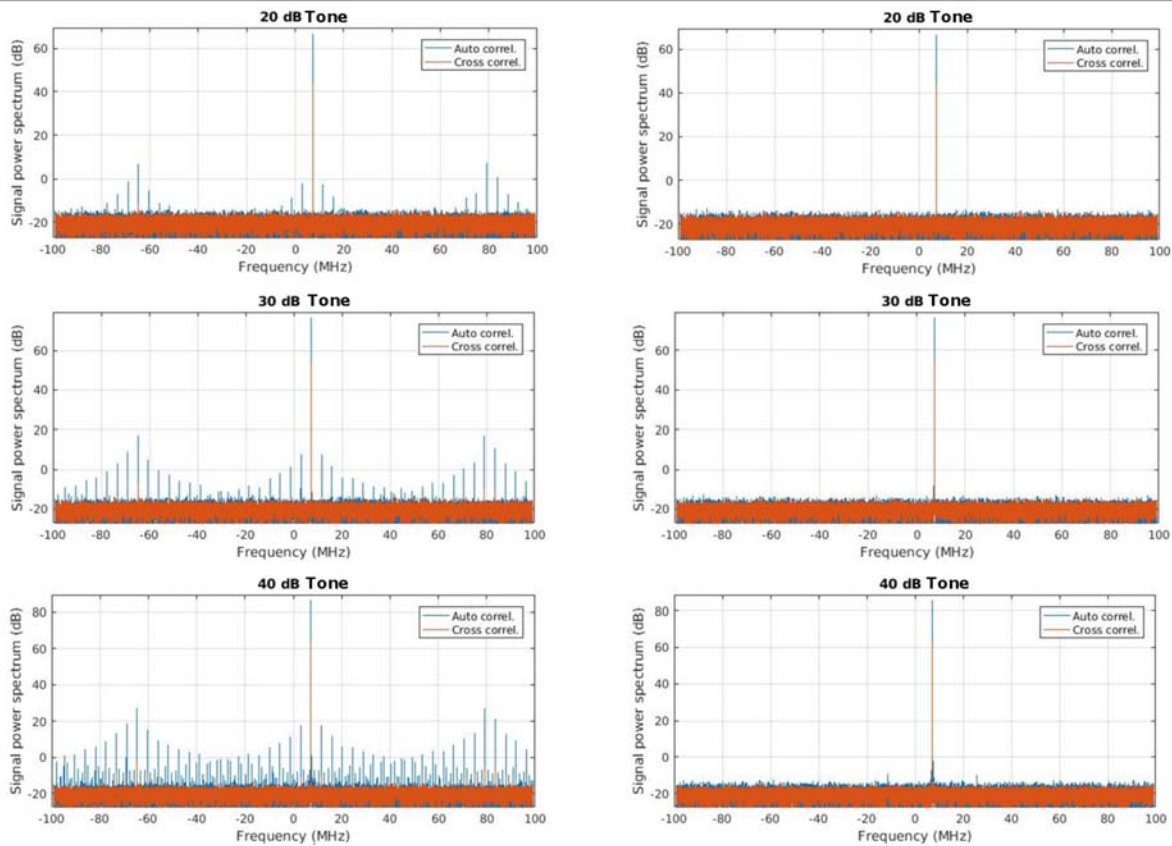 20 dB Tone
Signal power spectrum (dB)
60
40
20
0
-20
Auto correl.
Cross correl.
-100 -80 -60 -40 -20 0 20 40 60 80 100
Frequency (MHz)
20 dB Tone
Signal power spectrum (dB)
60
40
20
0
-20
Auto correl.
Cross correl.
-100 -80 -60 -40 -20 0 20 40 60 80 100
Frequency (MHz)
30 dB Tone
Signal power spectrum (dB)
60
40
20
0
-20
Auto correl.
Cross correl.
-100 -80 -60 -40 -20 0 20 40 60 80 100
Frequency (MHz)
30 dB Tone
Signal power spectrum (dB)
60
40
20
0
-20
Auto correl.
Cross correl.
-100 -80 -60 -40 -20 0 20 40 60 80 100
Frequency (MHz)
40 dB Tone
Signal power spectrum (dB)
80
60
40
20
0
-20
Auto correl.
Cross correl.
-100 -80 -60 -40 -20 0 20 40 60 80 100
Frequency (MHz)
40 dB Tone
Signal power spectrum (dB)
80
60
40
20
0
-20
Auto correl.
Cross correl.
-100 -80 -60 -40 -20 0 20 40 60 80 100
Frequency (MHz)